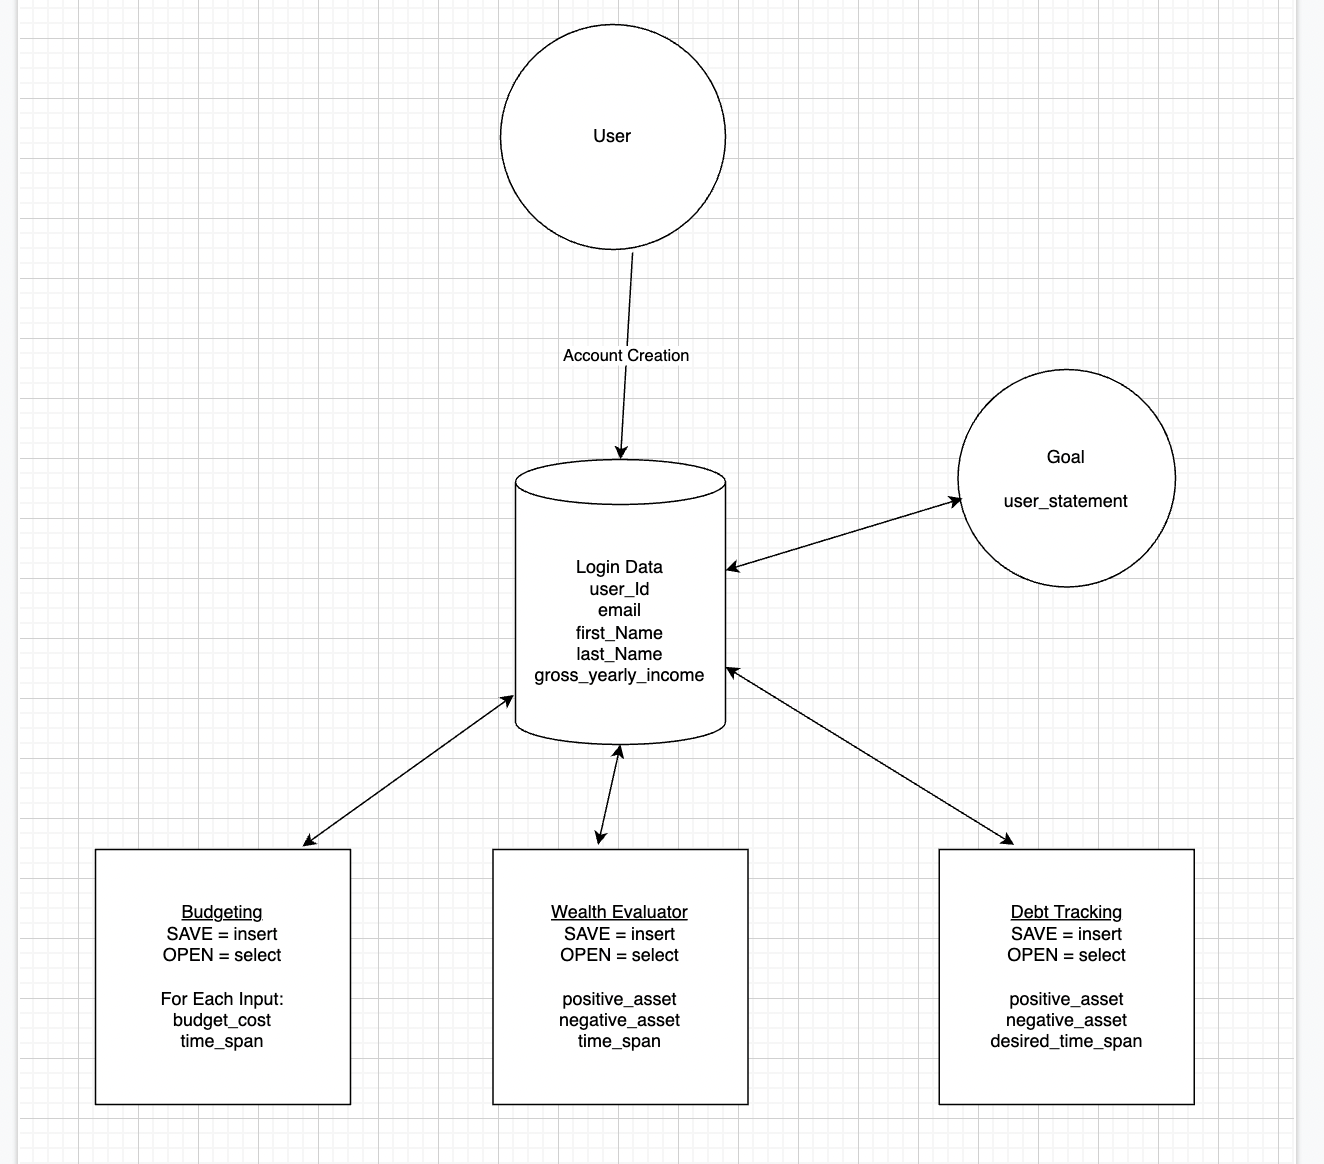 User
Account Creation
Goal
user_statement
Login Data
user_Id
email
first_Name
last_Name
gross_yearly_income
Budgeting
SAVE = insert
OPEN = select
For Each Input:
budget_cost
time_span
Wealth Evaluator
SAVE = insert
OPEN = select
positive_asset
negative_asset
time_span
Debt Tracking
SAVE = insert
OPEN = select
positive_asset
negative_asset
desired_time_span